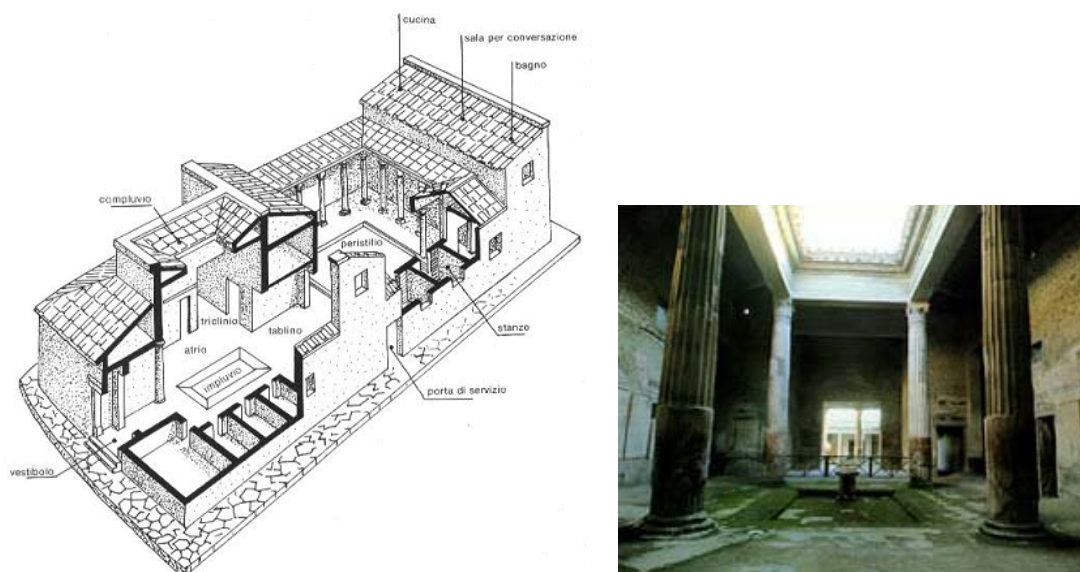 cucina
sala per conversazione
bagno
compluvio
peristilio
triclinio
tablino
stanze
atrio
impluvio
porta di servizio
vestibolo